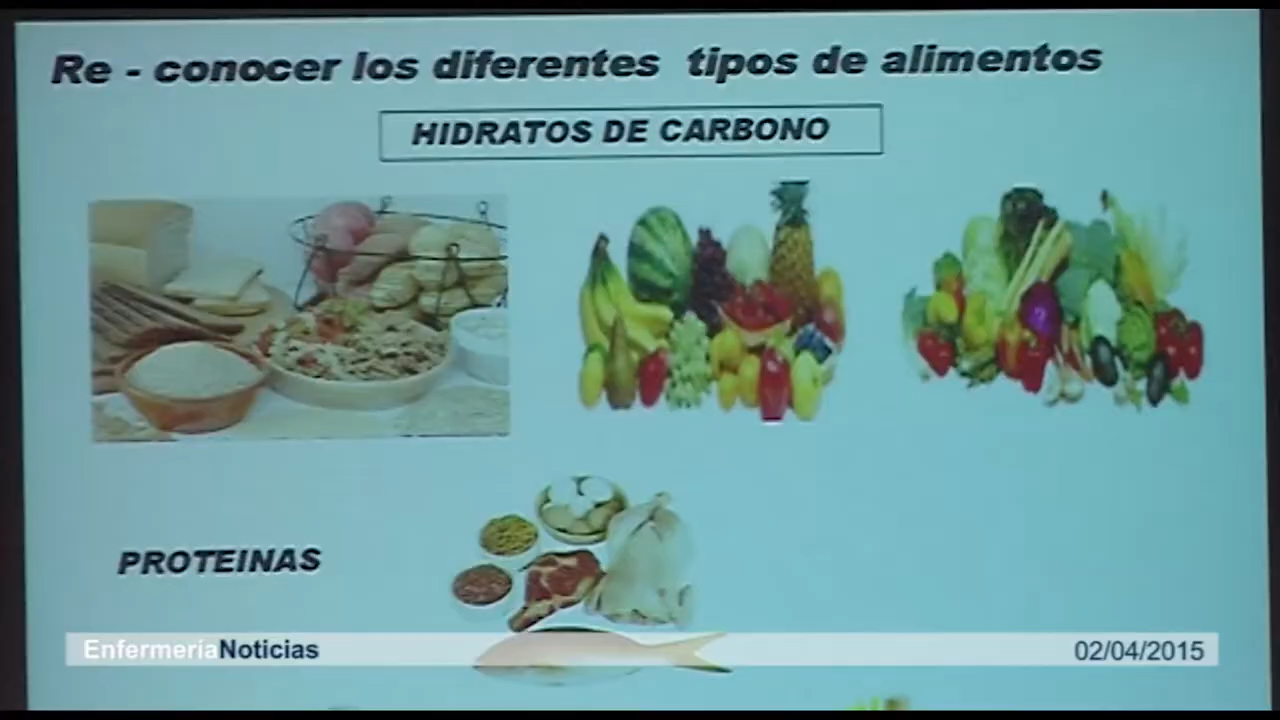 Re - conocer los diferentes tipos de alimentos
HIDRATOS DE CARBONO
PROTEINAS
EnfermeríaNoticias
02/04/2015